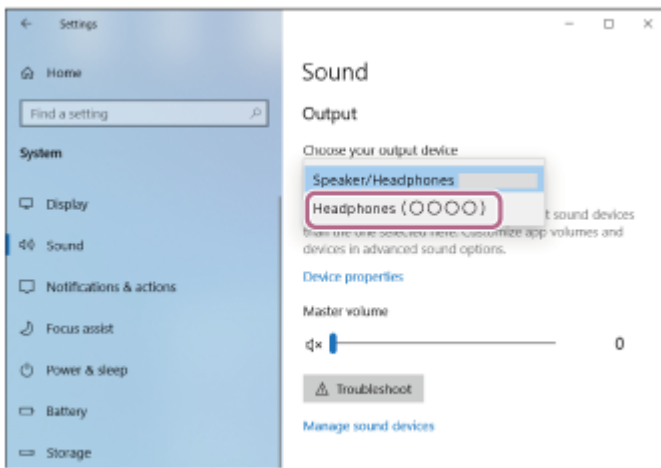 Settings
Home
Find a setting
System
Display
Sound
Notifications & actions
Focus assist
Power & sleep
Battery
Storage
Sound
Output
Choose your output device
Speaker/Headphones
Headphones (○○○○)
t sound devices
than the one selected here. Customize app volumes and
devices in advanced sound options.
Device properties
Master volume
0
Troubleshoot
Manage sound devices